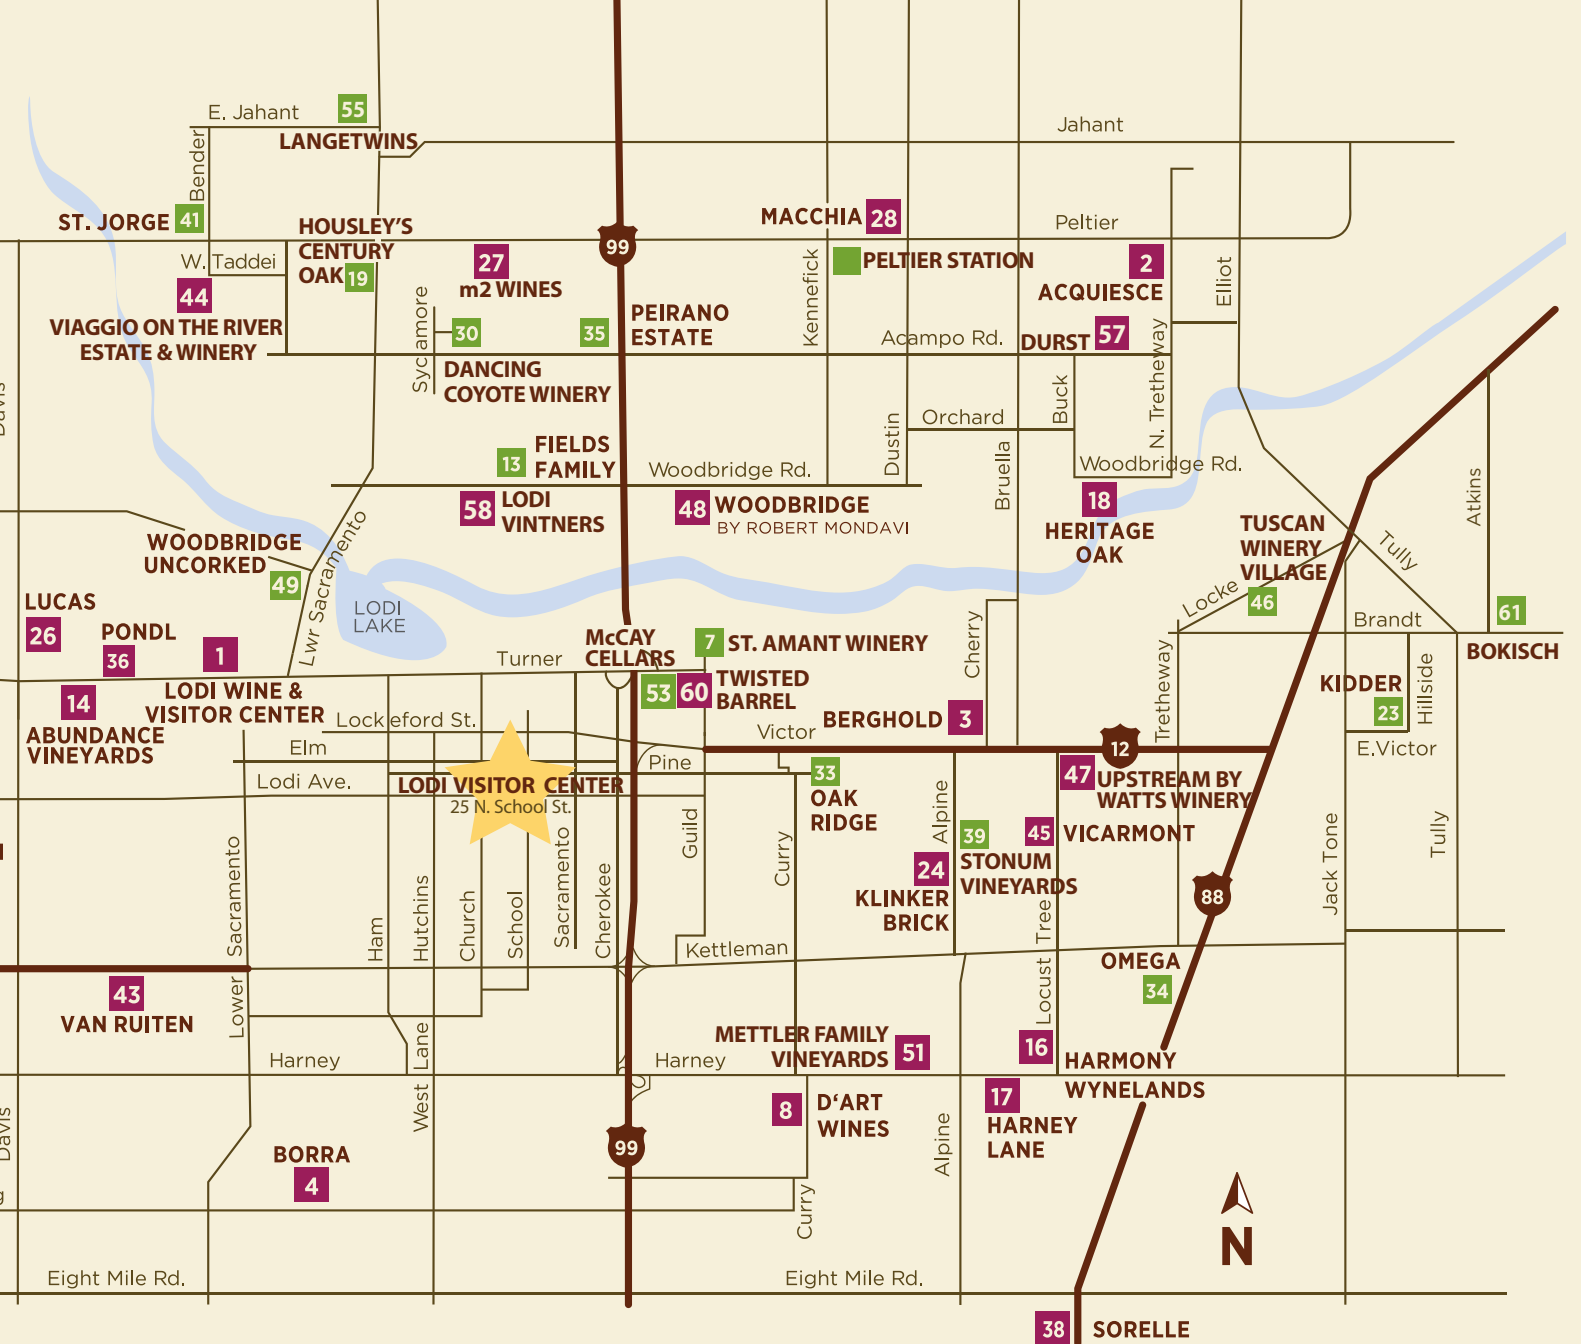 E. Jahant
55
LANGETWINS
Jahant
Bender
ST. JORGE
41
HOUSLEY'S
CENTURY
OAK
19
W. Taddei
44
VIAGGIO ON THE RIVER
ESTATE & WINERY
27
m2 WINES
99
MACCHIA
28
Peltier
PELTIER STATION
2
ACQUIESCE
Elliot
Kennefick
Sycamore
30
DANCING
COYOTE WINERY
35
PEIRANO
ESTATE
Acampo Rd.
DURST
57
N. Tretheway
Buck
Orchard
Dustin
Bruella
Davis
13
FIELDS
FAMILY
Woodbridge Rd.
Woodbridge Rd.
58
LODI
VINTNERS
48
WOODBRIDGE
BY ROBERT MONDAVI
18
HERITAGE
OAK
Atkins
TUSCAN
WINERY
VILLAGE
46
Tully
Locke
Brandt
61
BOKISCH
WOODBRIDGE
UNCORKED
49
Lwr Sacramento
LODI
LAKE
LUCAS
26
PONDL
36
1
LODI WINE &
VISITOR CENTER
14
ABUNDANCE
VINEYARDS
Turner
McCAY
CELLARS
7
ST. AMANT WINERY
53
60
TWISTED
BARREL
Cherry
Tretheway
KIDDER
23
Hillside
E.Victor
BERGHOLD
3
Victor
12
Lockeford St.
Elm
Lodi Ave.
Pine
LODI VISITOR CENTER
25 N. School St.
33
OAK
RIDGE
47
UPSTREAM BY
WATTS WINERY
Alpine
39
STONUM
VINEYARDS
45
VICARMONT
24
KLINKER
BRICK
Guild
Curry
Sacramento
Lower
Ham
Hutchins
Church
School
Sacramento
Cherokee
Kettleman
Locust Tree
88
Jack Tone
Tully
OMEGA
34
43
VAN RUITEN
Harney
West Lane
Harney
METTLER FAMILY
VINEYARDS
51
16
HARMONY
WYNELANDS
17
HARNEY
LANE
8
D'ART
WINES
99
Alpine
Davis
BORRA
4
Curry
N
Eight Mile Rd.
Eight Mile Rd.
38
SORELLE